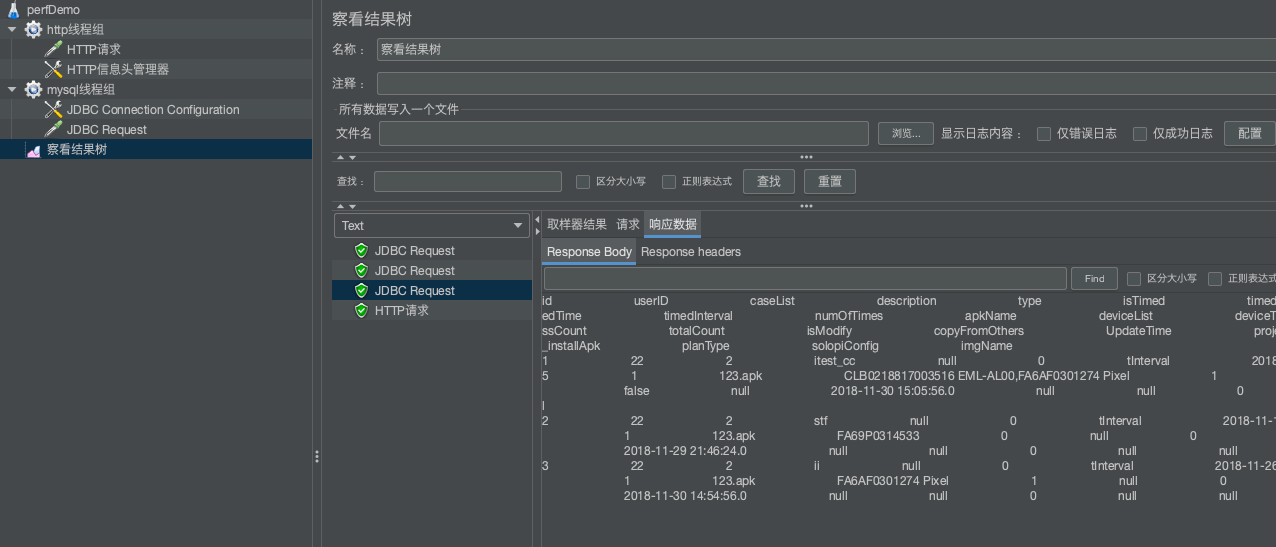 perfDemo
http线程组
HTTP请求
HTTP信息头管理器
mysql线程组
JDBC Connection Configuration
JDBC Request
察看结果树
察看结果树
名称： 察看结果树
注释：
所有数据写入一个文件
文件名 浏览... 显示日志内容： 仅错误日志 仅成功日志 配置
查找： 区分大小写 正则表达式 查找 重置
Text
JDBC Request
JDBC Request
JDBC Request
HTTP请求
取样器结果 请求 响应数据
Response Body Response headers
Find 区分大小写 正则表达式
id userID caseList description type isTimed timed
edTime timedInterval numOfTimes apkName deviceList deviceT
ssCount totalCount isModify copyFromOthers UpdateTime proj
_installApk planType solopiConfig imgName
1 22 2 itest_cc null 0 tInterval 2018
5 1 123.apk CLB0218817003516 EML-AL00,FA6AF0301274 Pixel 1
false null 2018-11-30 15:05:56.0 null null 0
l
2 22 2 stf null 0 tInterval 2018-11-1
1 123.apk FA69P0314533 0 null 0
2018-11-29 21:46:24.0 null null 0 null null
3 22 2 ii null 0 tInterval 2018-11-26
1 123.apk FA6AF0301274 Pixel 1 null 0
2018-11-30 14:54:56.0 null null 0 null null